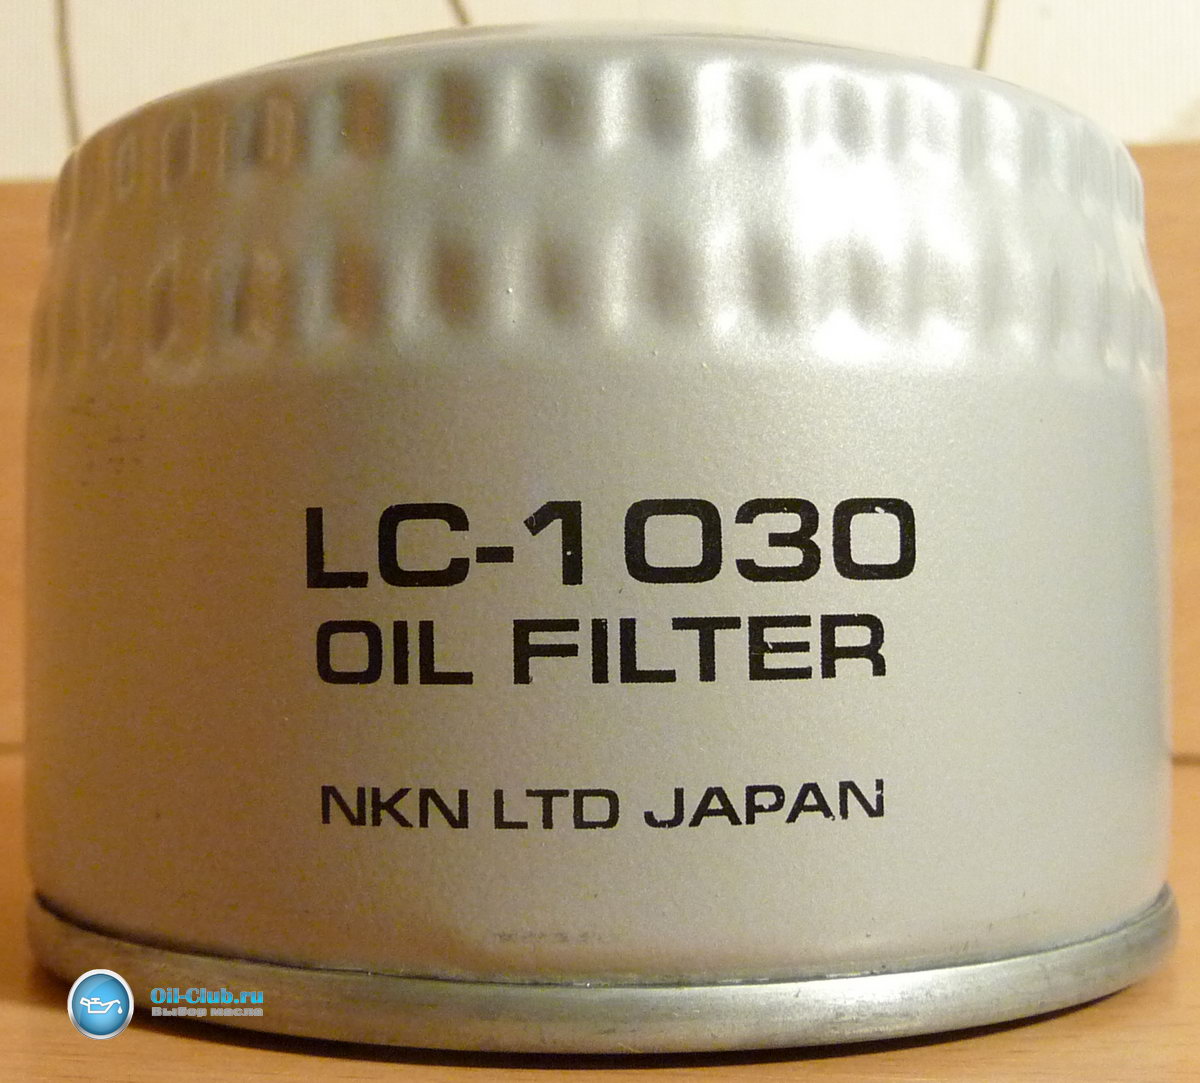 LC-1030
OIL FILTER
NKN LTD JAPAN
Oil-Club.ru
Выбор масла